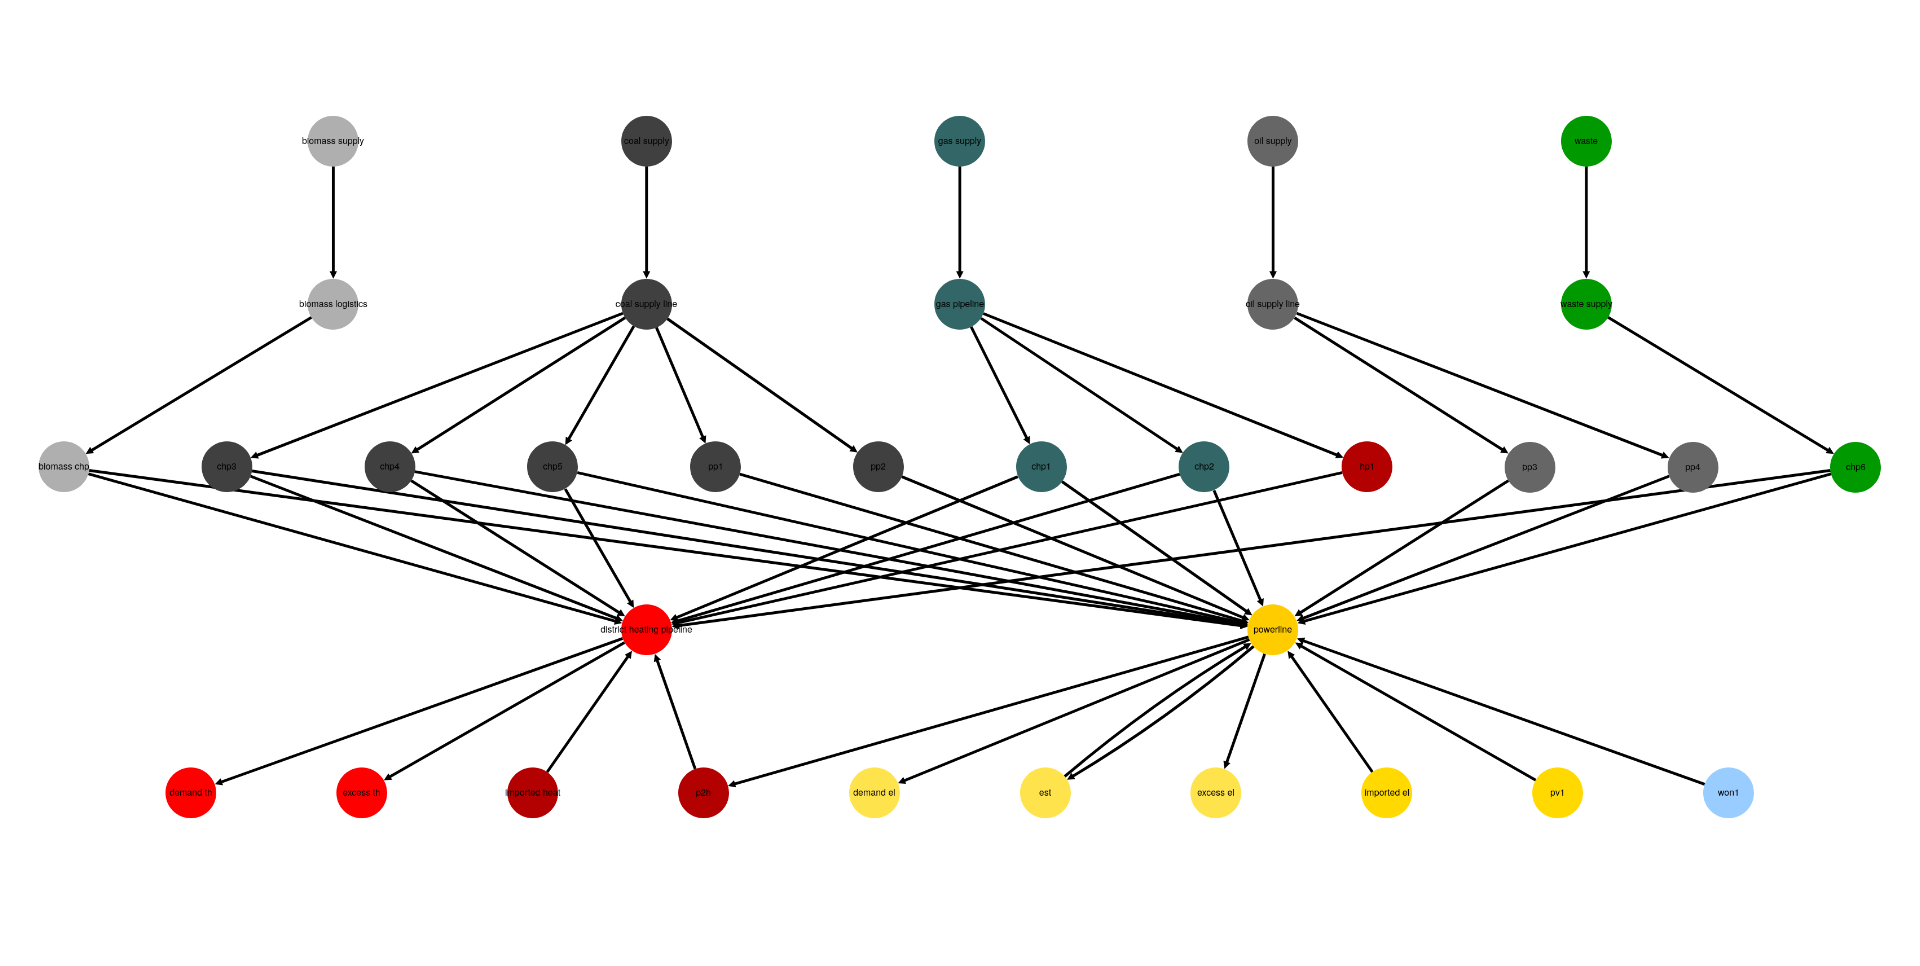 biomass supply
coal supply
gas supply
oil supply
waste
biomass logistics
coal supply line
gas pipeline
oil supply line
waste supply
biomass chp
chp3
chp4
chp5
pp1
pp2
chp1
chp2
hp1
pp3
pp4
chp6
district heating pipeline
powerline
demand th
excess th
imported heat
p2h
demand el
est
excess el
imported el
pv1
won1